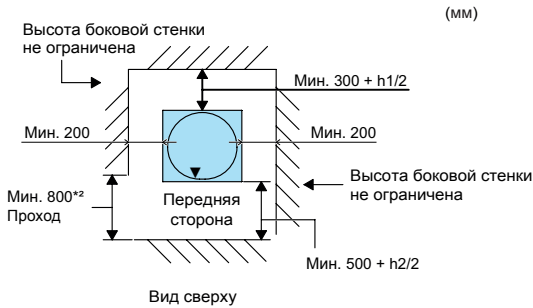 (мм)
Высота боковой стенки
не ограничена
Мин. 300 + h1/2
Мин. 200
Мин. 200
Высота боковой стенки
не ограничена
Мин. 800*²
Проход
Передняя
сторона
Мин. 500 + h2/2
Вид сверху